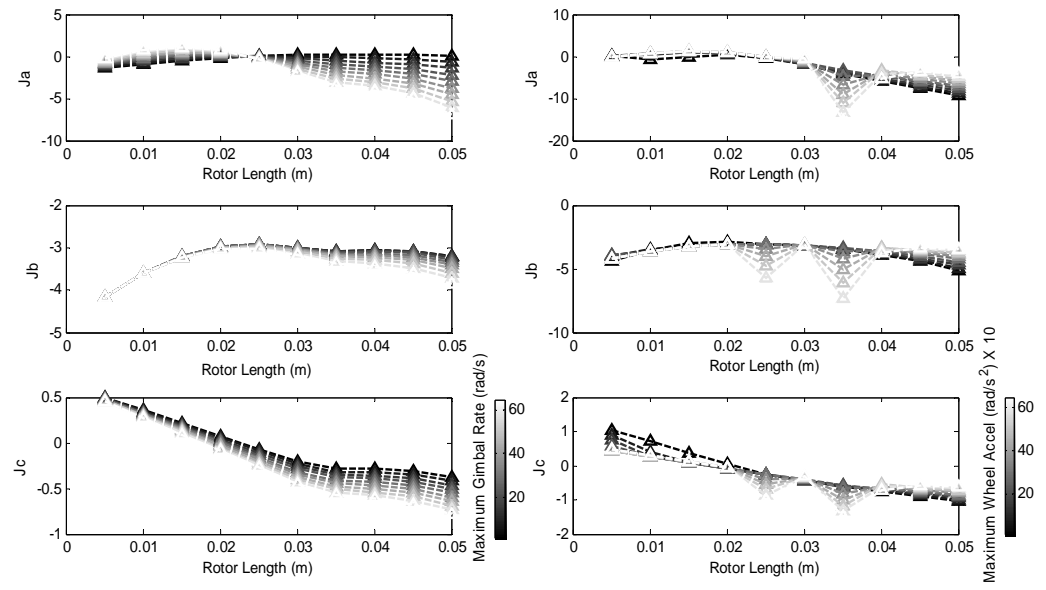 5
0
-5
-10
Ja
0 0.01 0.02 0.03 0.04 0.05
Rotor Length (m)
10
0
-10
-20
Ja
0 0.01 0.02 0.03 0.04 0.05
Rotor Length (m)
-2
-3
-4
-5
Jb
0 0.01 0.02 0.03 0.04 0.05
Rotor Length (m)
0
-5
-10
Jb
0 0.01 0.02 0.03 0.04 0.05
Rotor Length (m)
0.5
0
-0.5
-1
Jc
0 0.01 0.02 0.03 0.04 0.05
Rotor Length (m)
Maximum Gimbal Rate (rad/s)
60
40
20
2
1
0
-1
-2
Jc
0 0.01 0.02 0.03 0.04 0.05
Rotor Length (m)
Maximum Wheel Accel (rad/s²) X 10
60
40
20